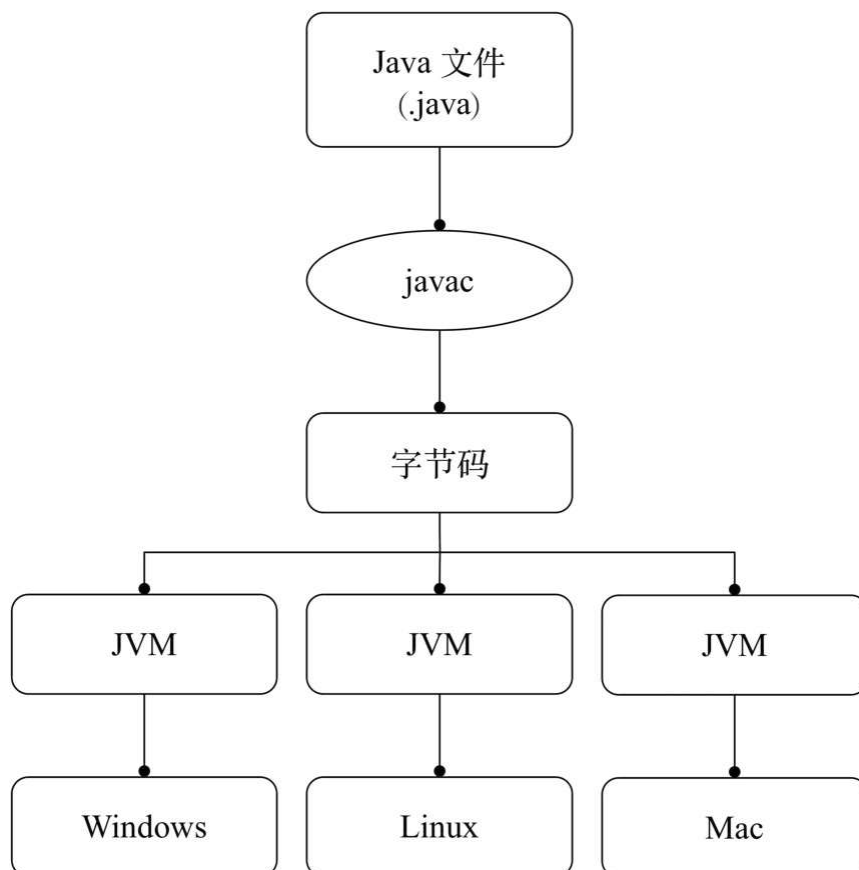 Java 文件
(.java)
javac
字节码
JVM
JVM
JVM
Windows
Linux
Mac